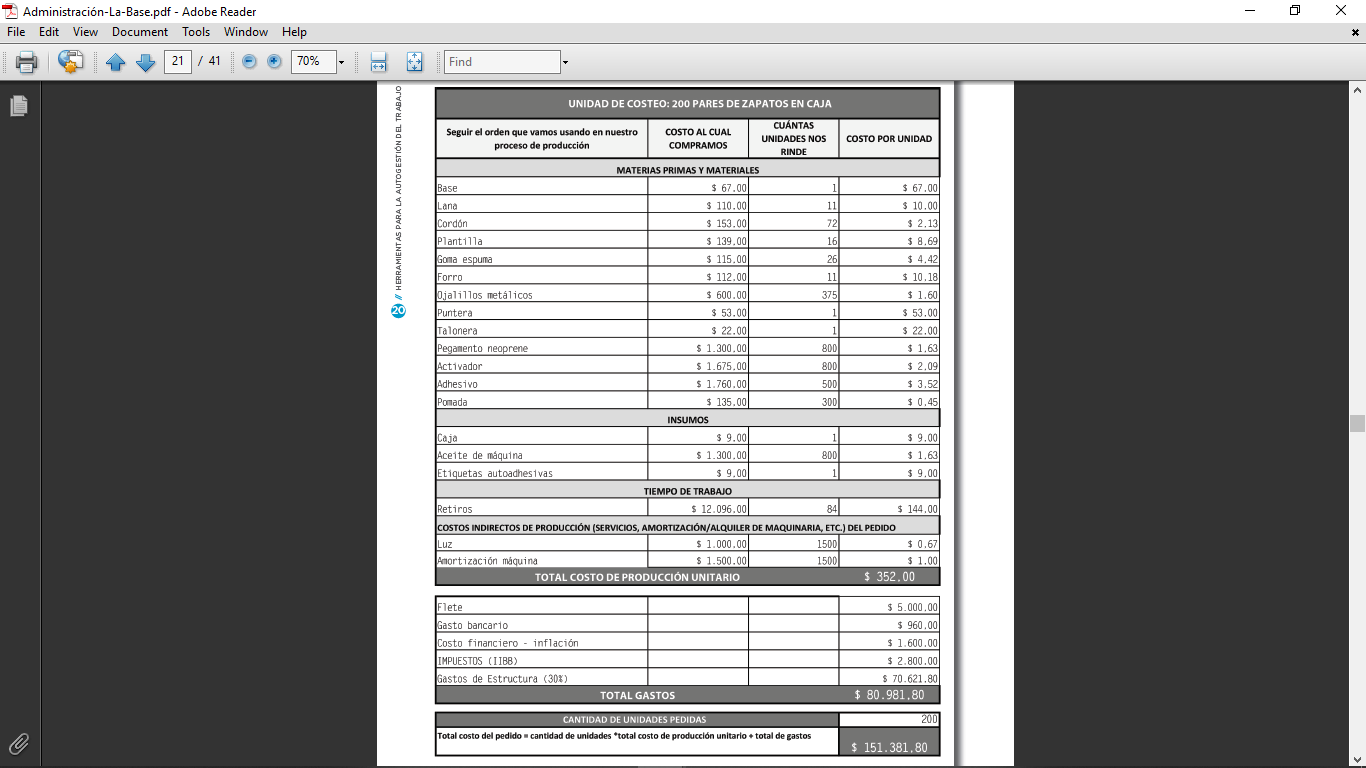 Administración-La-Base.pdf - Adobe Reader
File Edit View Document Tools Window Help
21 / 41 70% Find
20 // HERRAMIENTAS PARA LA AUTOGESTIÓN DEL TRABAJO
UNIDAD DE COSTEO: 200 PARES DE ZAPATOS EN CAJA
Seguir el orden que vamos usando en nuestro proceso de producción COSTO AL CUAL COMPRAMOS CUÁNTAS UNIDADES NOS RINDE COSTO POR UNIDAD
MATERIAS PRIMAS Y MATERIALES
Base $ 67.00 1 $ 67.00
Lana $ 110.00 11 $ 10.00
Cordón $ 153.00 72 $ 2.13
Plantilla $ 139.00 16 $ 8.69
Goma espuma $ 115.00 26 $ 4.42
Forro $ 112.00 11 $ 10.18
Ojalillos metálicos $ 600.00 375 $ 1.60
Puntera $ 53.00 1 $ 53.00
Talonera $ 22.00 1 $ 22.00
Pegamento neoprene $ 1.300.00 800 $ 1.63
Activador $ 1.675.00 800 $ 2.09
Adhesivo $ 1.760.00 500 $ 3.52
Pomada $ 135.00 300 $ 0.45
INSUMOS
Caja $ 9.00 1 $ 9.00
Aceite de máquina $ 1.300.00 800 $ 1.63
Etiquetas autoadhesivas $ 9.00 1 $ 9.00
TIEMPO DE TRABAJO
Retiros $ 12.096.00 84 $ 144.00
COSTOS INDIRECTOS DE PRODUCCIÓN (SERVICIOS, AMORTIZACIÓN/ALQUILER DE MAQUINARIA, ETC.) DEL PEDIDO
Luz $ 1.000.00 1500 $ 0.67
Amortización máquina $ 1.500.00 1500 $ 1.00
TOTAL COSTO DE PRODUCCIÓN UNITARIO $ 352.00
Flete $ 5.000.00
Gasto bancario $ 960.00
Costo financiero - inflación $ 1.600.00
IMPUESTOS (IIBB) $ 2.800.00
Gastos de Estructura (30%) $ 70.621.80
TOTAL GASTOS $ 80.981.80
CANTIDAD DE UNIDADES PEDIDAS 200
Total costo del pedido = cantidad de unidades *total costo de producción unitario + total de gastos $ 151.381.80